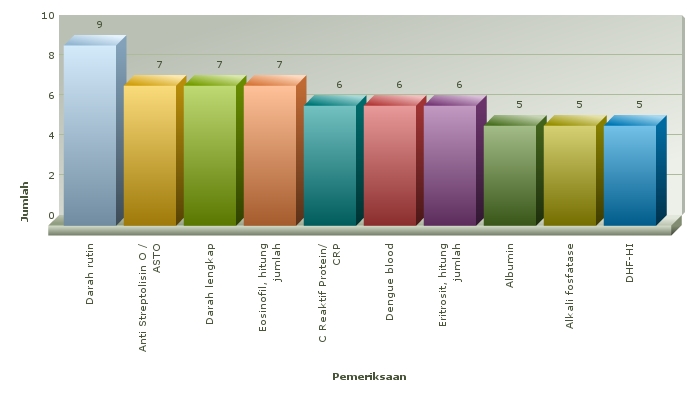 10
8
6
4
2
0
Jumlah
9
7
7
7
6
6
6
5
5
5
Darah rutin
Anti Streptolisin O /
ASTO
Darah lengkap
Eosinofil, hitung
jumlah
C Reaktif Protein/
CRP
Dengue blood
Eritrosit, hitung
jumlah
Albumin
Alkali fosfatase
DHF-HI
Pemeriksaan